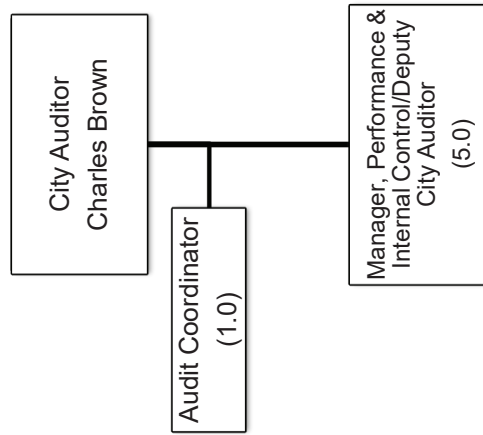 City Auditor
Charles Brown
Audit Coordinator
(1.0)
Manager, Performance &
Internal Control/Deputy
City Auditor
(5.0)